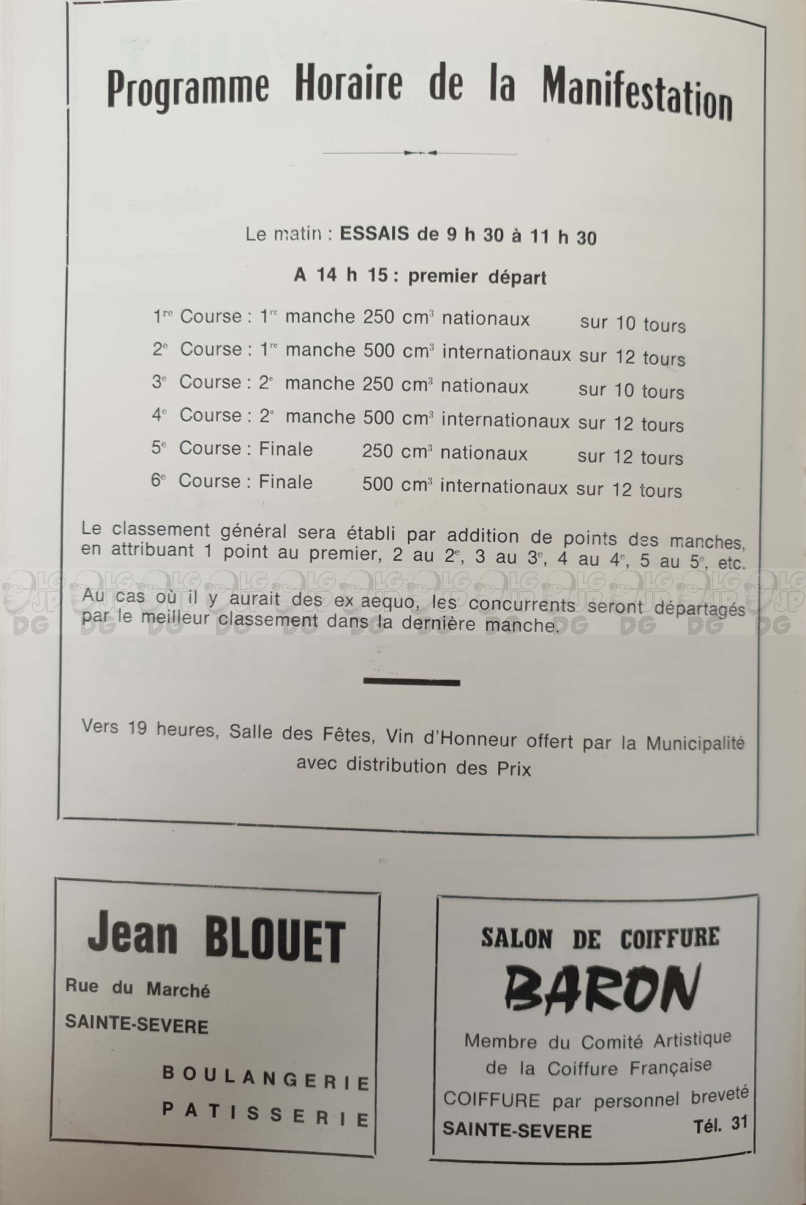 Programme Horaire de la Manifestation
Le matin : ESSAIS de 9 h 30 à 11 h 30
A 14 h 15 : premier départ
1re Course : 1re manche 250 cm³ nationaux sur 10 tours
2e Course : 1re manche 500 cm³ internationaux sur 12 tours
3e Course : 2e manche 250 cm³ nationaux sur 10 tours
4e Course : 2e manche 500 cm³ internationaux sur 12 tours
5e Course : Finale 250 cm³ nationaux sur 12 tours
6e Course : Finale 500 cm³ internationaux sur 12 tours
Le classement général sera établi par addition de points des manches,
en attribuant 1 point au premier, 2 au 2e, 3 au 3e, 4 au 4e, 5 au 5e, etc.
Au cas où il y aurait des ex aequo, les concurrents seront départagés
par le meilleur classement dans la dernière manche.
Vers 19 heures, Salle des Fêtes, Vin d'Honneur offert par la Municipalité
avec distribution des Prix
Jean BLOUET
Rue du Marché
SAINTE-SEVERE
BOULANGERIE
PATISSERIE
SALON DE COIFFURE
BARON
Membre du Comité Artistique
de la Coiffure Française
COIFFURE par personnel breveté
SAINTE-SEVERE Tél. 31
LG JP DG